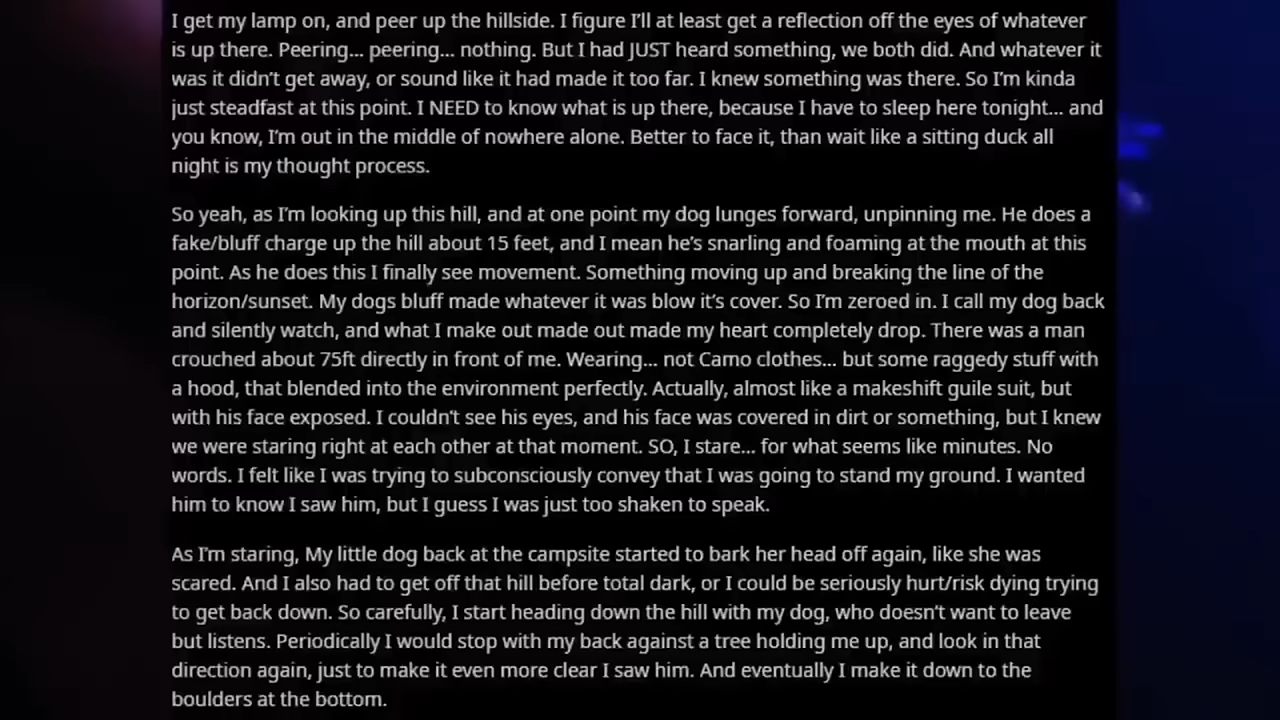 I get my lamp on, and peer up the hillside. I figure I'll at least get a reflection off the eyes of whatever
is up there. Peering... peering... nothing. But I had JUST heard something, we both did. And whatever it
was it didn't get away, or sound like it had made it too far. I knew something was there. So I'm kinda
just steadfast at this point. I NEED to know what is up there, because I have to sleep here tonight... and
you know, I'm out in the middle of nowhere alone. Better to face it, than wait like a sitting duck all
night is my thought process.
So yeah, as I'm looking up this hill, and at one point my dog lunges forward, unpinning me. He does a
fake/bluff charge up the hill about 15 feet, and I mean he's snarling and foaming at the mouth at this
point. As he does this I finally see movement. Something moving up and breaking the line of the
horizon/sunset. My dogs bluff made whatever it was blow it's cover. So I'm zeroed in. I call my dog back
and silently watch, and what I make out made out made my heart completely drop. There was a man
crouched about 75ft directly in front of me. Wearing... not Camo clothes... but some raggedy stuff with
a hood, that blended into the environment perfectly. Actually, almost like a makeshift guile suit, but
with his face exposed. I couldn't see his eyes, and his face was covered in dirt or something, but I knew
we were staring right at each other at that moment. SO, I stare... for what seems like minutes. No
words. I felt like I was trying to subconsciously convey that I was going to stand my ground. I wanted
him to know I saw him, but I guess I was just too shaken to speak.
As I'm staring, My little dog back at the campsite started to bark her head off again, like she was
scared. And I also had to get off that hill before total dark, or I could be seriously hurt/risk dying trying
to get back down. So carefully, I start heading down the hill with my dog, who doesn't want to leave
but listens. Periodically I would stop with my back against a tree holding me up, and look in that
direction again, just to make it even more clear I saw him. And eventually I make it down to the
boulders at the bottom.